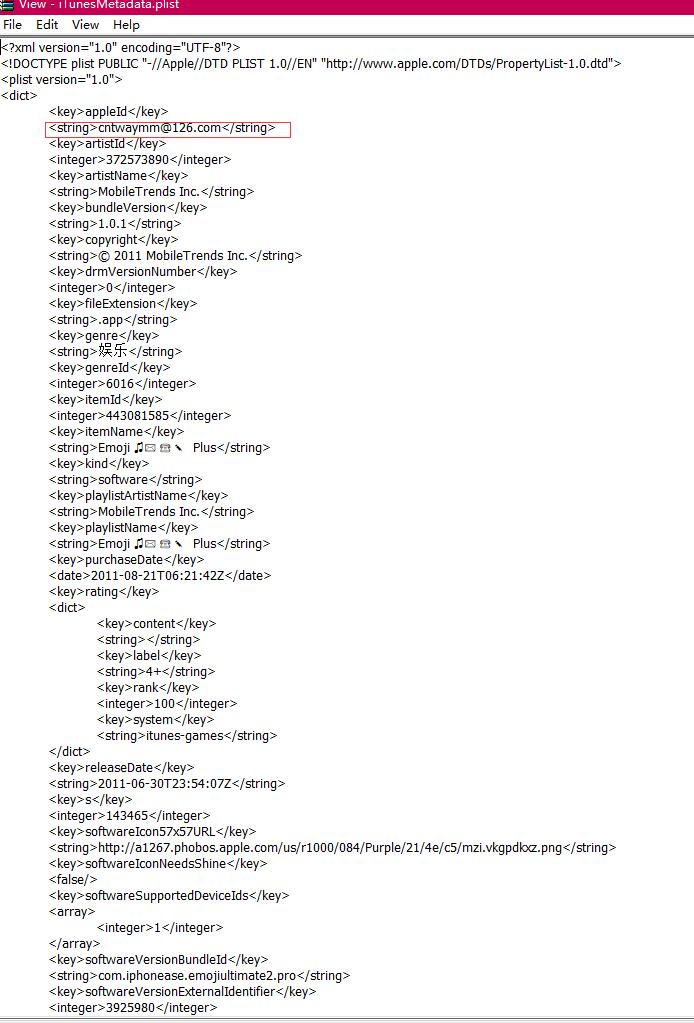 View - iTunesMetadata.plist
File Edit View Help
<?xml version="1.0" encoding="UTF-8"?>
<!DOCTYPE plist PUBLIC "-//Apple//DTD PLIST 1.0//EN" "http://www.apple.com/DTDs/PropertyList-1.0.dtd">
<plist version="1.0">
<dict>
<key>appleId</key>
<string>cntwaymm@126.com</string>
<key>artistId</key>
<integer>372573890</integer>
<key>artistName</key>
<string>MobileTrends Inc.</string>
<key>bundleVersion</key>
<string>1.0.1</string>
<key>copyright</key>
<string>© 2011 MobileTrends Inc.</string>
<key>drmVersionNumber</key>
<integer>0</integer>
<key>fileExtension</key>
<string>.app</string>
<key>genre</key>
<string>娱乐</string>
<key>genreId</key>
<integer>6016</integer>
<key>itemId</key>
<integer>443081585</integer>
<key>itemName</key>
<string>Emoji ♫✉ ☎✎ Plus</string>
<key>kind</key>
<string>software</string>
<key>playlistArtistName</key>
<string>MobileTrends Inc.</string>
<key>playlistName</key>
<string>Emoji ♫✉ ☎✎ Plus</string>
<key>purchaseDate</key>
<date>2011-08-21T06:21:42Z</date>
<key>rating</key>
<dict>
<key>content</key>
<string></string>
<key>label</key>
<string>4+</string>
<key>rank</key>
<integer>100</integer>
<key>system</key>
<string>itunes-games</string>
</dict>
<key>releaseDate</key>
<string>2011-06-30T23:54:07Z</string>
<key>s</key>
<integer>143465</integer>
<key>softwareIcon57x57URL</key>
<string>http://a1267.phobos.apple.com/us/r1000/084/Purple/21/4e/c5/mzi.vkgpdkxz.png</string>
<key>softwareIconNeedsShine</key>
<false/>
<key>softwareSupportedDeviceIds</key>
<array>
<integer>1</integer>
</array>
<key>softwareVersionBundleId</key>
<string>com.iphonease.emojiultimate2.pro</string>
<key>softwareVersionExternalIdentifier</key>
<integer>3925980</integer>